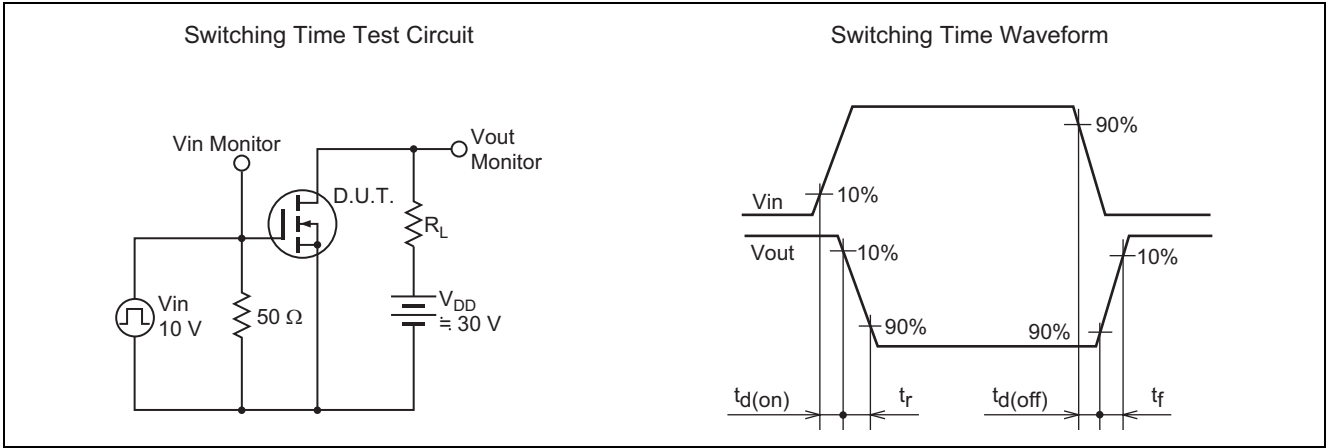 Switching Time Test Circuit
Vin Monitor
Vout
Monitor
D.U.T.
RL
Vin
10 V
50 Ω
VDD
≒ 30 V
Switching Time Waveform
Vin
Vout
10%
90%
10%
90%
90%
10%
td(on)
tr
td(off)
tf